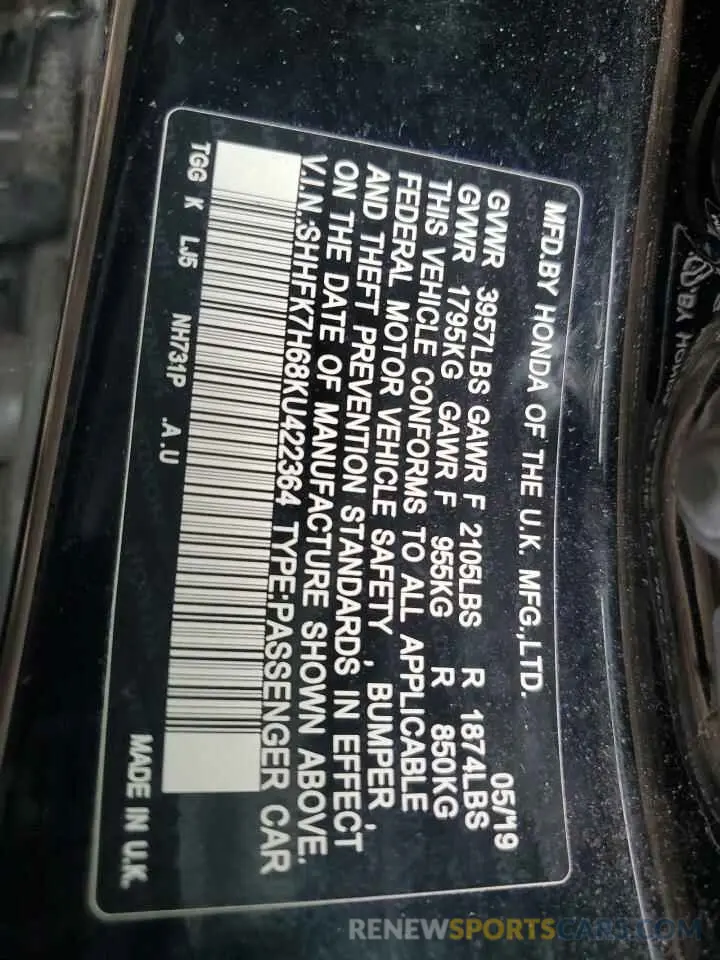 MFD.BY HONDA OF THE U.K. MFG.,LTD.
05/19
GVWR 3957LBS GAWR F 2105LBS R 1874LBS
GVWR 1795KG GAWR F 955KG R 850KG
THIS VEHICLE CONFORMS TO ALL APPLICABLE
FEDERAL MOTOR VEHICLE SAFETY , BUMPER ,
AND THEFT PREVENTION STANDARDS IN EFFECT
ON THE DATE OF MANUFACTURE SHOWN ABOVE.
V.I.N.:SHHFK7H68KU422364 TYPE:PASSENGER CAR
TGG K LJ5 NH731P .A .U
MADE IN U.K.
RENEWSPORTSCARS.COM